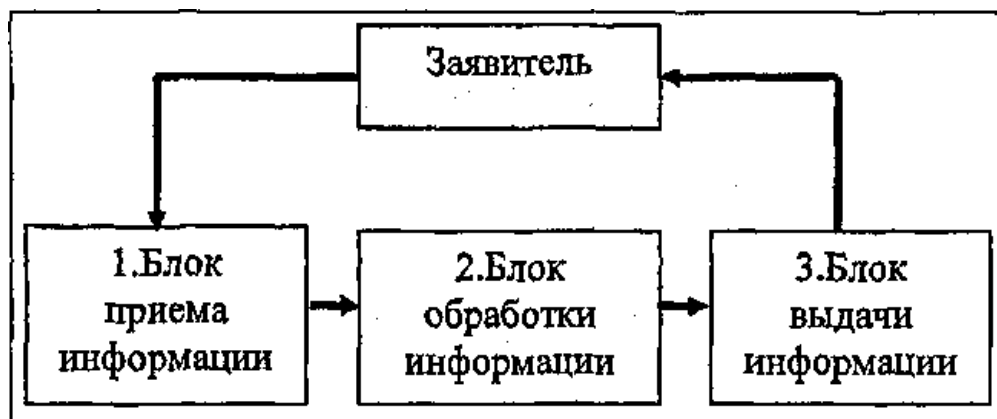 Заявитель
1.Блок
приема
информации
2.Блок
обработки
информации
3.Блок
выдачи
информации